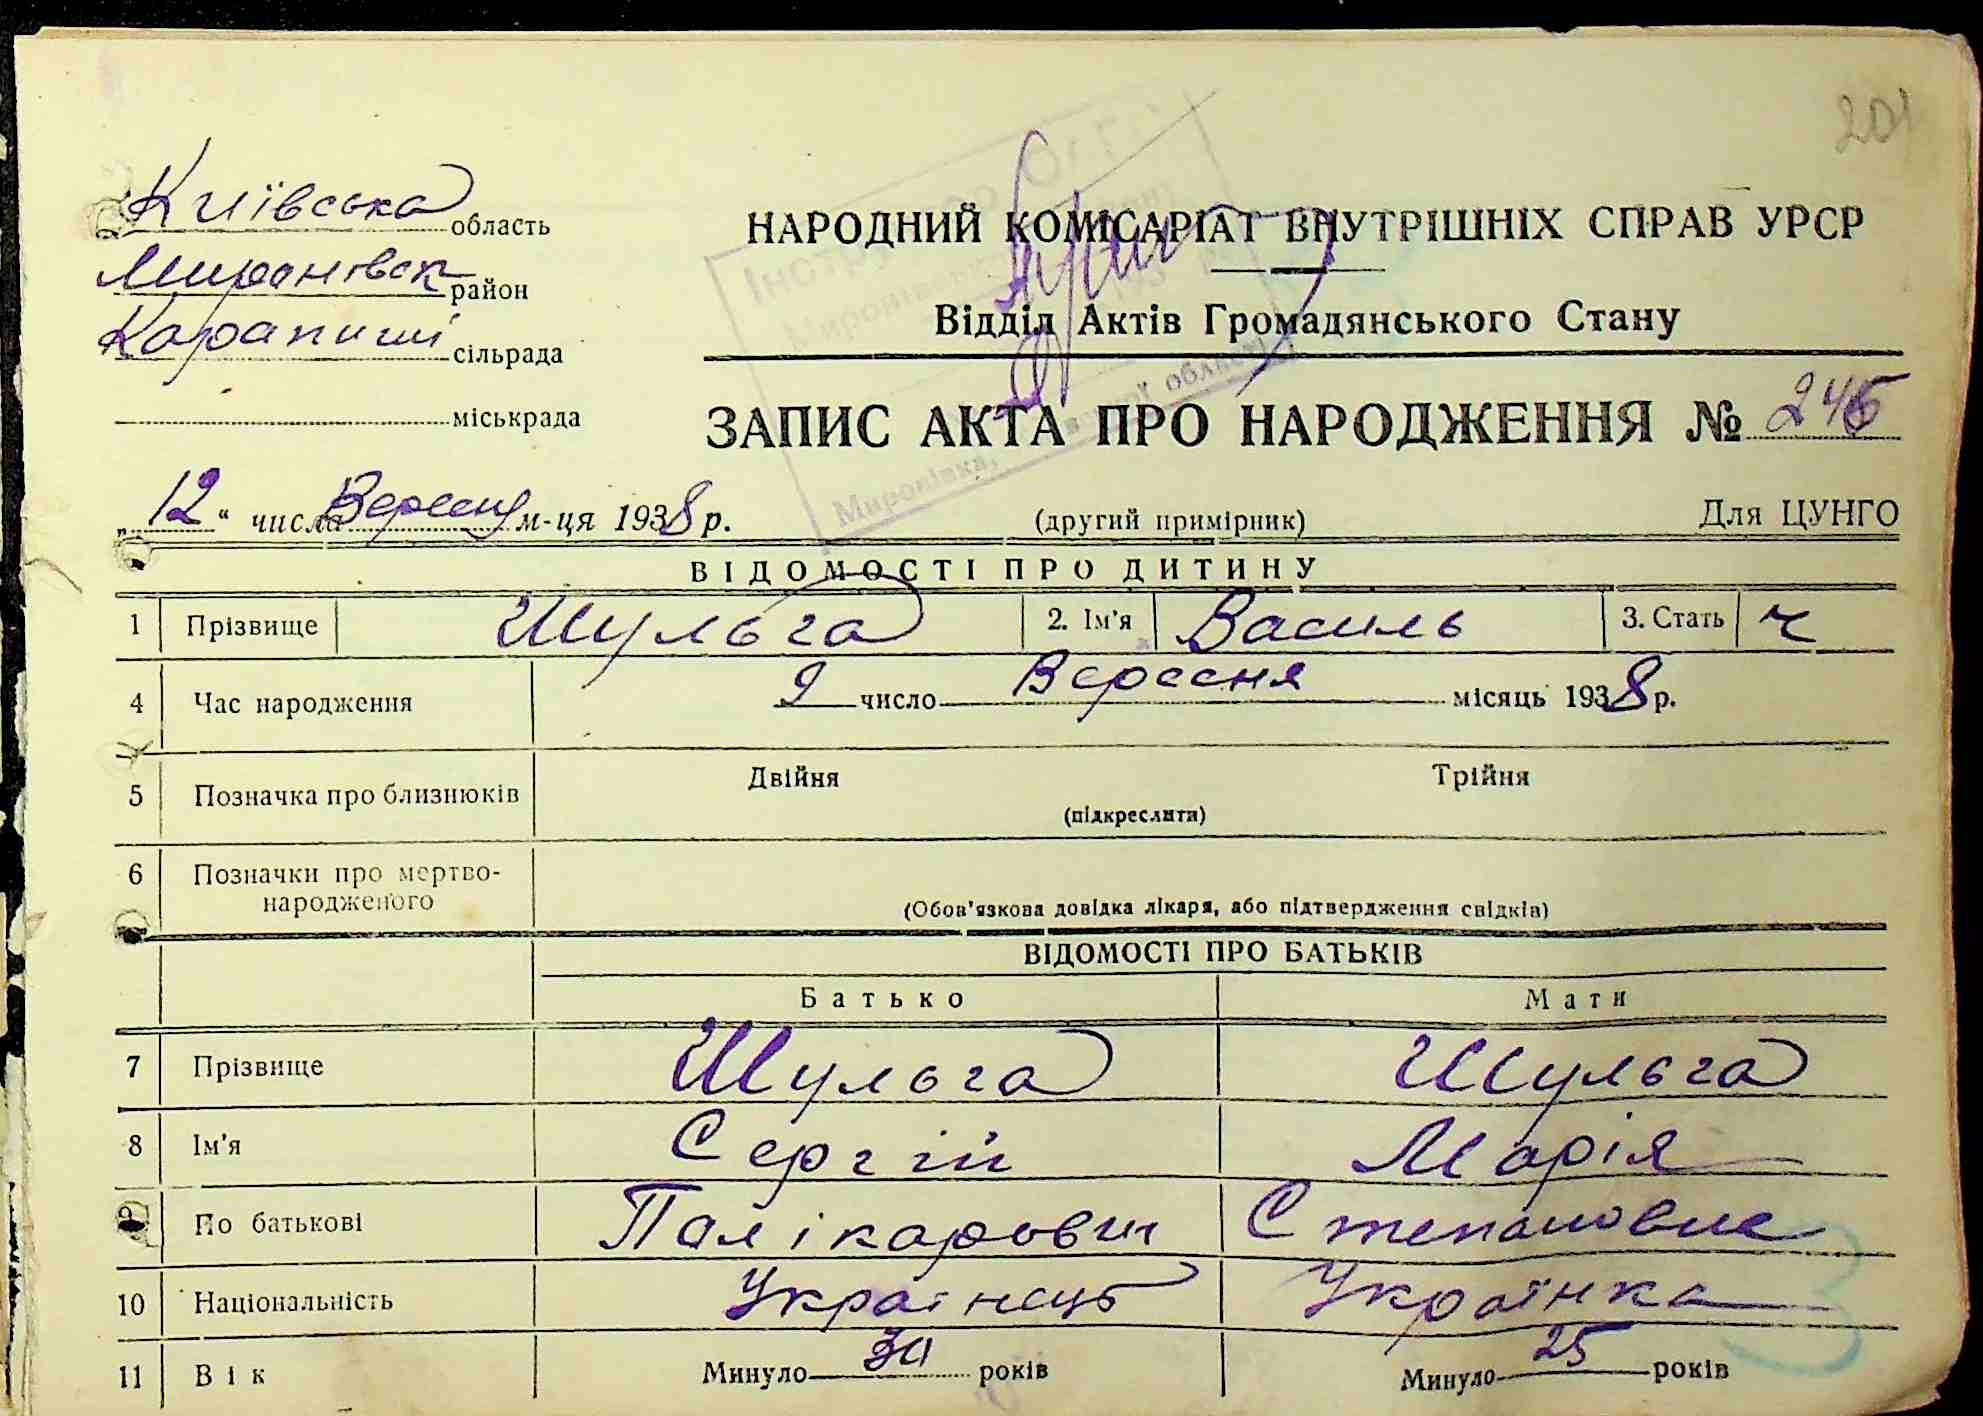 201
Київська область
Миронівськ район
Карапиші сільрада
міськрада
НАРОДНИЙ КОМІСАРІАТ ВНУТРІШНІХ СПРАВ УРСР
Відділ Актів Громадянського Стану
ЗАПИС АКТА ПРО НАРОДЖЕННЯ № 246
„12“ числа Вересня м-ця 1938 р.
(другий примірник)
Для ЦУНГО
ВІДОМОСТІ ПРО ДИТИНУ
1 Прізвище Шульга 2. Ім'я Василь 3. Стать ч
4 Час народження 9 число Вересня місяць 1938 р.
5 Позначка про близнюків Двійня Трійня
(підкреслити)
6 Позначки про мертво-
народженого
(Обов'язкова довідка лікаря, або підтвердження свідків)
ВІДОМОСТІ ПРО БАТЬКІВ
Батько Мати
7 Прізвище Шульга Шульга
8 Ім'я Сергій Марія
9 По батькові Палікарович Степановна
10 Національність Українець Українка
11 Вік Минуло 30 років Минуло 25 років